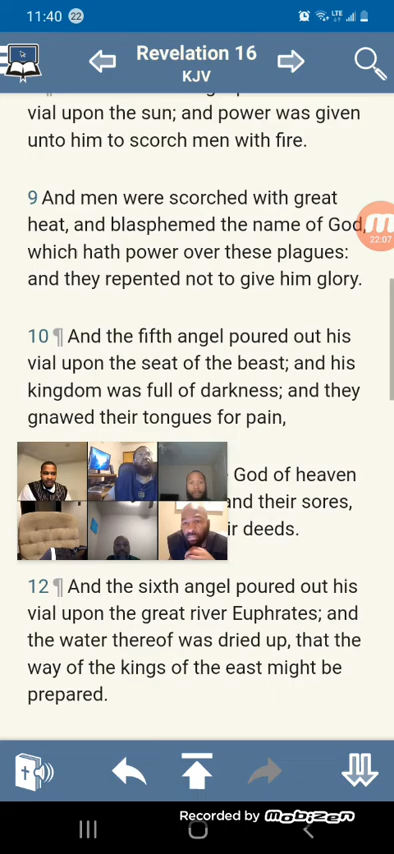 11:40 22 LTE
Revelation 16
KJV
vial upon the sun; and power was given
unto him to scorch men with fire.
9 And men were scorched with great
heat, and blasphemed the name of God,
which hath power over these plagues:
and they repented not to give him glory.
22:07
10 ¶ And the fifth angel poured out his
vial upon the seat of the beast; and his
kingdom was full of darkness; and they
gnawed their tongues for pain,
God of heaven
and their sores,
ir deeds.
12 ¶ And the sixth angel poured out his
vial upon the great river Euphrates; and
the water thereof was dried up, that the
way of the kings of the east might be
prepared.
Recorded by mobizen